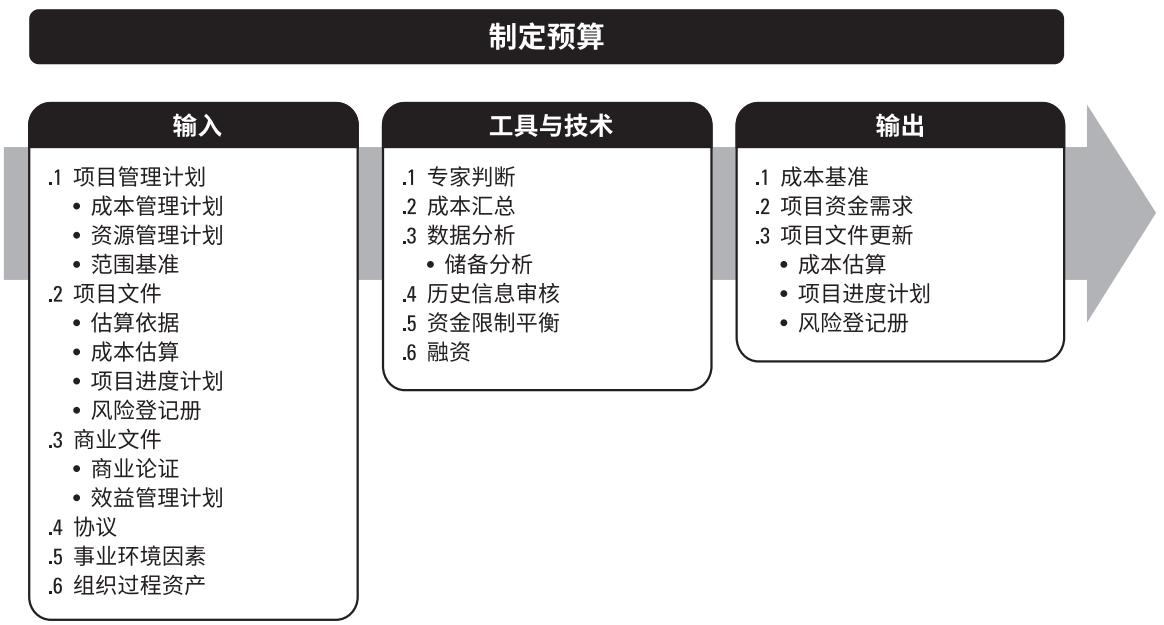 制定预算
输入
.1 项目管理计划
• 成本管理计划
• 资源管理计划
• 范围基准
.2 项目文件
• 估算依据
• 成本估算
• 项目进度计划
• 风险登记册
.3 商业文件
• 商业论证
• 效益管理计划
.4 协议
.5 事业环境因素
.6 组织过程资产
工具与技术
.1 专家判断
.2 成本汇总
.3 数据分析
• 储备分析
.4 历史信息审核
.5 资金限制平衡
.6 融资
输出
.1 成本基准
.2 项目资金需求
.3 项目文件更新
• 成本估算
• 项目进度计划
• 风险登记册